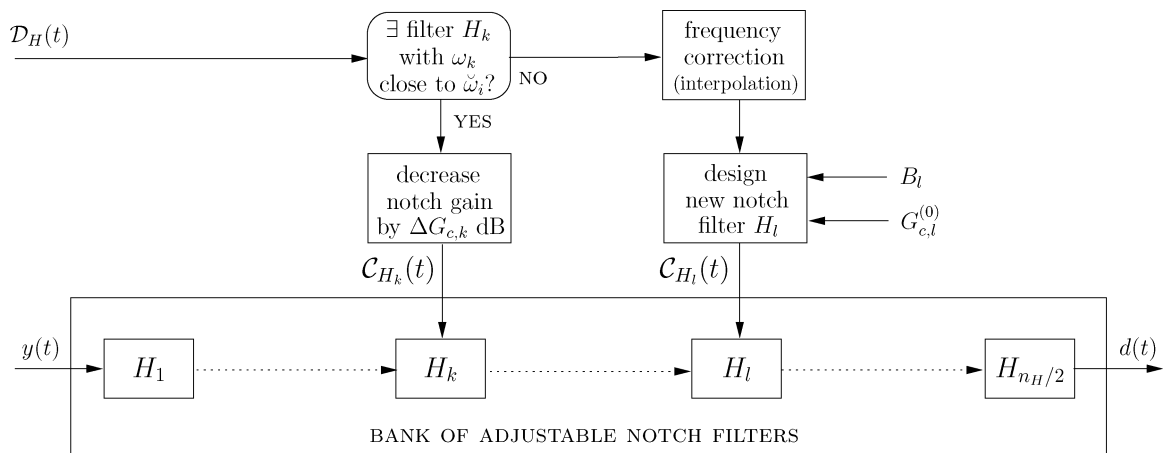 𝒟_H(t)
∃ filter H_k
with ω_k
close to ω̆_i?
NO
frequency
correction
(interpolation)
YES
decrease
notch gain
by ΔG_{c,k} dB
design
new notch
filter H_l
B_l
G_{c,l}^{(0)}
𝒞_{H_k}(t)
𝒞_{H_l}(t)
y(t)
H_1
H_k
H_l
H_{n_H/2}
d(t)
BANK OF ADJUSTABLE NOTCH FILTERS